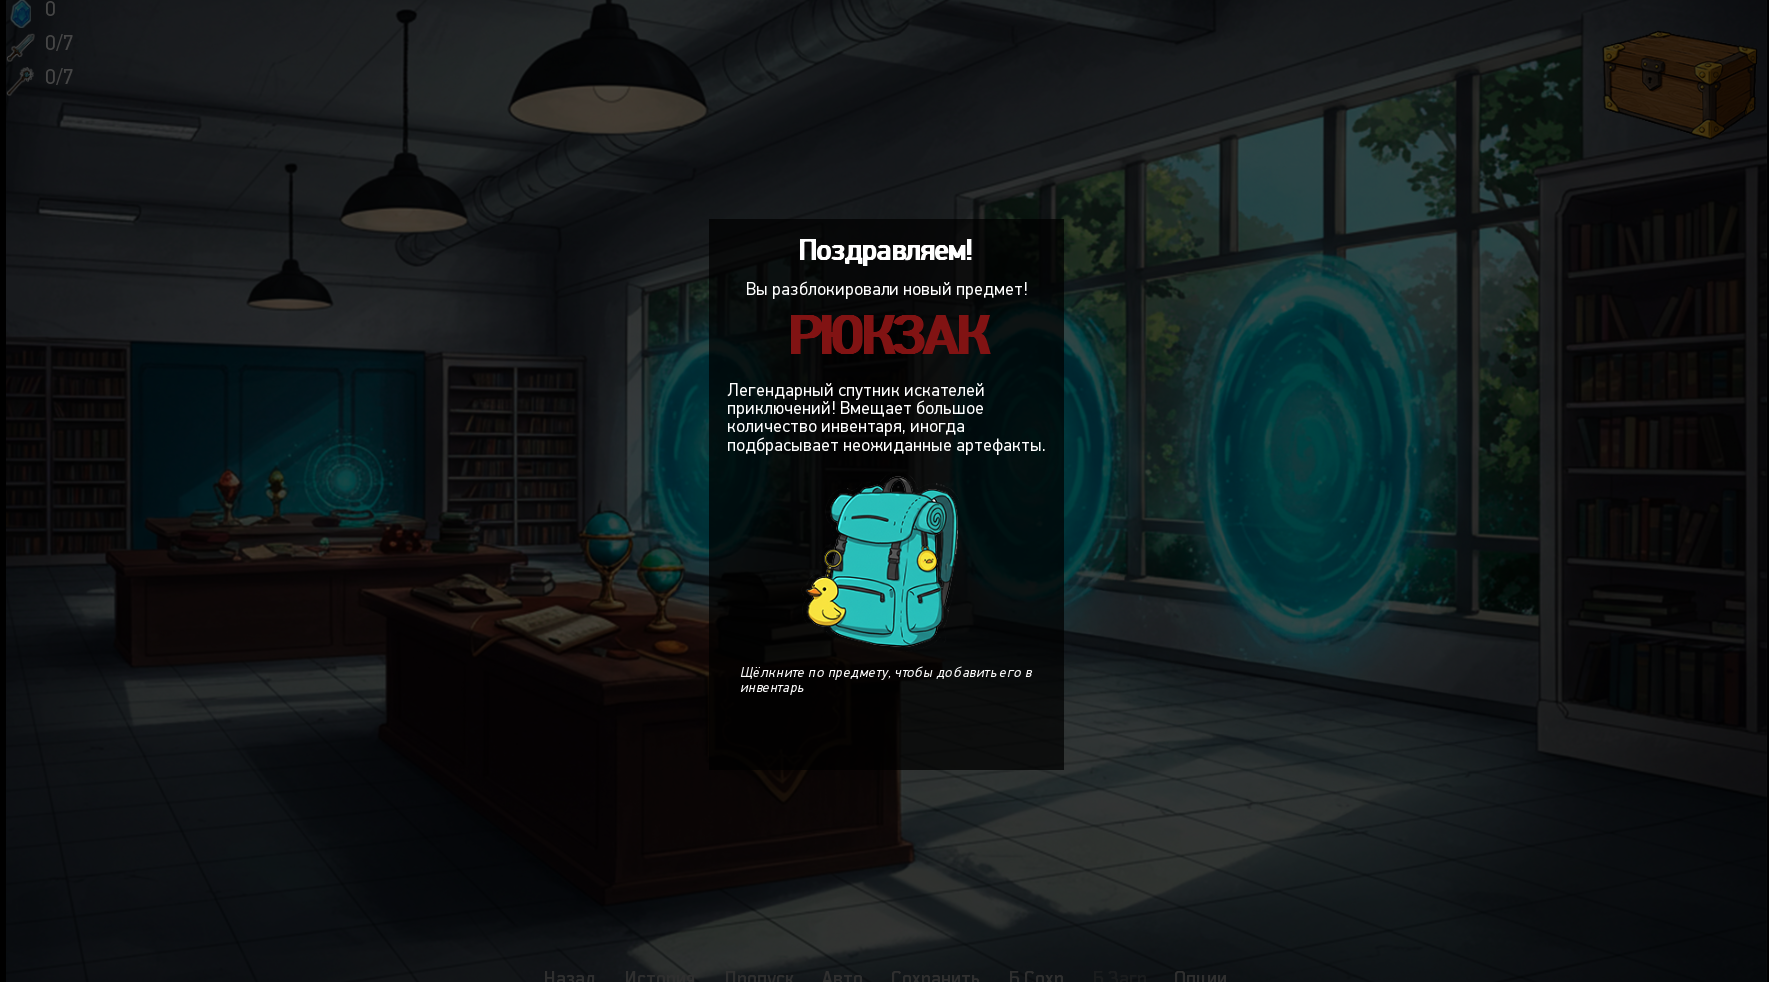 0
0/7
0/7
Поздравляем!
Вы разблокировали новый предмет!
РЮКЗАК
Легендарный спутник искателей
приключений! Вмещает большое
количество инвентаря, иногда
подбрасывает неожиданные артефакты.
Щёлкните по предмету, чтобы добавить его в
инвентарь
Назад История Пропуск Авто Сохранить Б.Сохр Б.Загр Опции